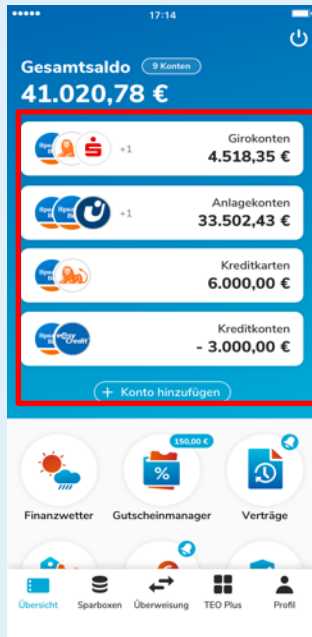 17:14
Gesamtsaldo 9 Konten
41.020,78 €
+1 Girokonten
4.518,35 €
+1 Anlagekonten
33.502,43 €
Kreditkarten
6.000,00 €
easy Credit Kreditkonten
- 3.000,00 €
+ Konto hinzufügen
150,00 €
%
Finanzwetter Gutscheinmanager Verträge
Übersicht Sparboxen Überweisung TEO Plus Profil